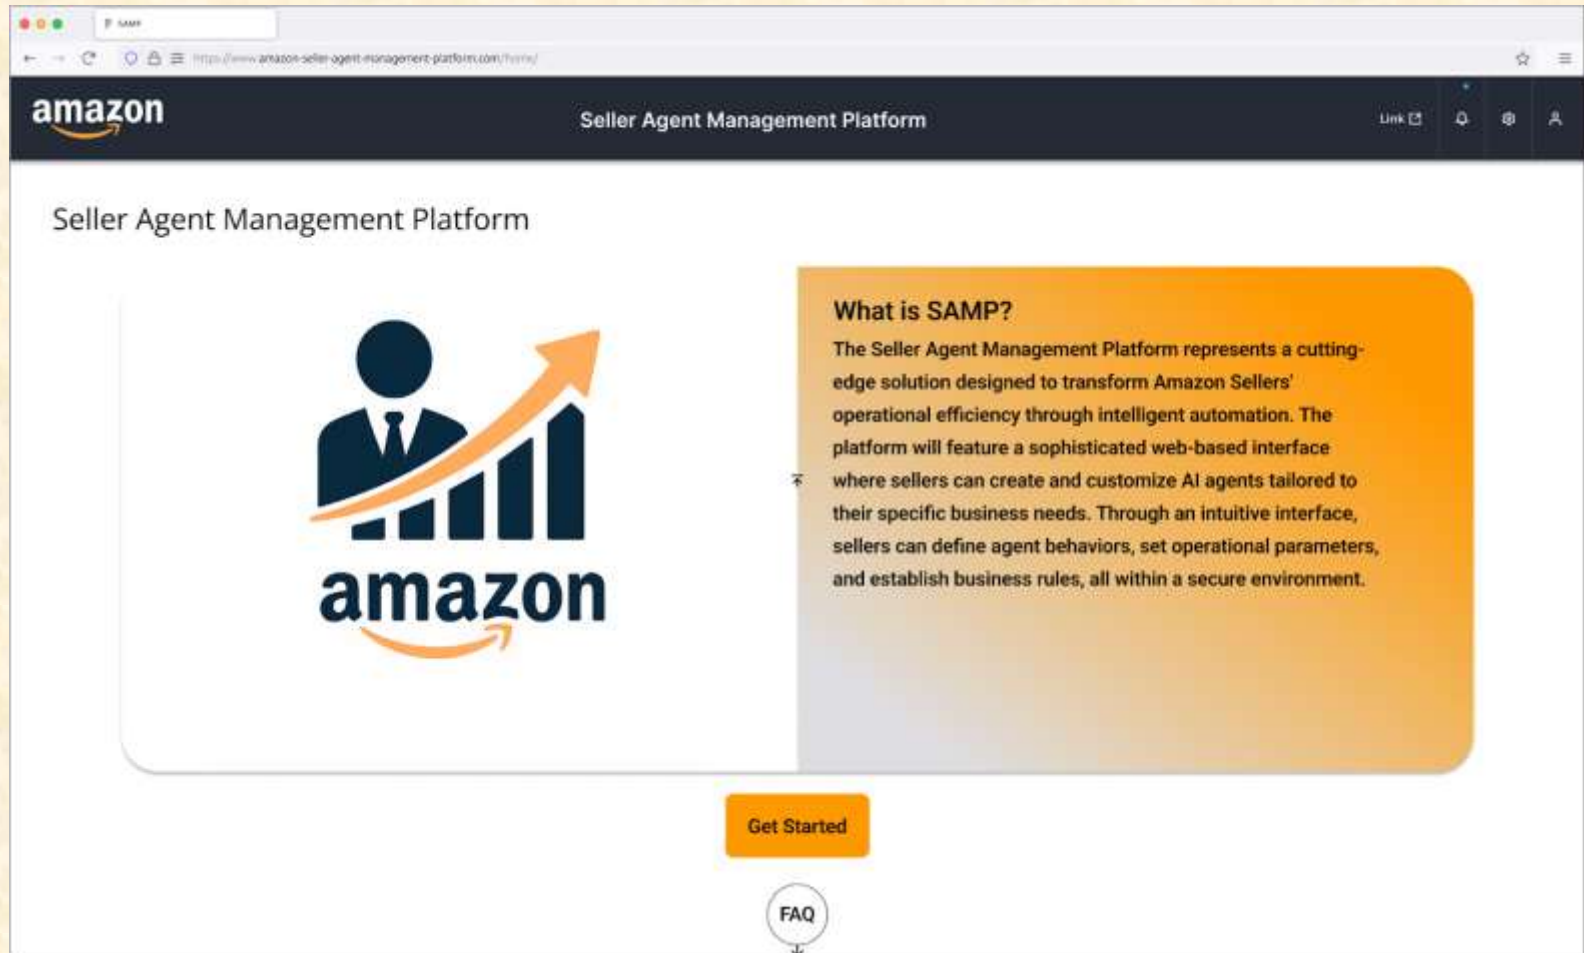 SAMP
https://www.amazon-seller-agent-management-platform.com/home/
amazon
Seller Agent Management Platform
Link
Seller Agent Management Platform
amazon
What is SAMP?
The Seller Agent Management Platform represents a cutting-
edge solution designed to transform Amazon Sellers'
operational efficiency through intelligent automation. The
platform will feature a sophisticated web-based interface
where sellers can create and customize AI agents tailored to
their specific business needs. Through an intuitive interface,
sellers can define agent behaviors, set operational parameters,
and establish business rules, all within a secure environment.
Get Started
FAQ